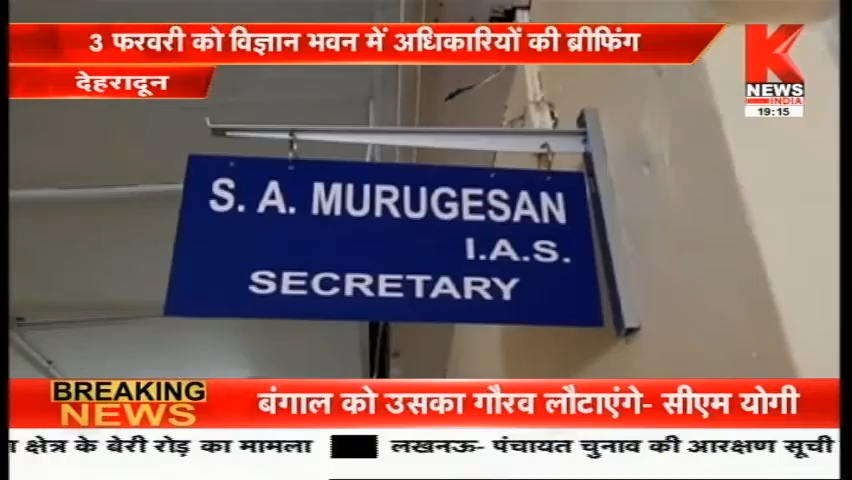 3 फरवरी को विज्ञान भवन में अधिकारियों की ब्रीफिंग
देहरादून
K
NEWS
INDIA
19:15
S. A. MURUGESAN
I.A.S.
SECRETARY
BREAKING
NEWS
बंगाल को उसका गौरव लौटाएंगे- सीएम योगी
क्षेत्र के बेरी रोड़ का मामला
लखनऊ- पंचायत चुनाव की आरक्षण सूची